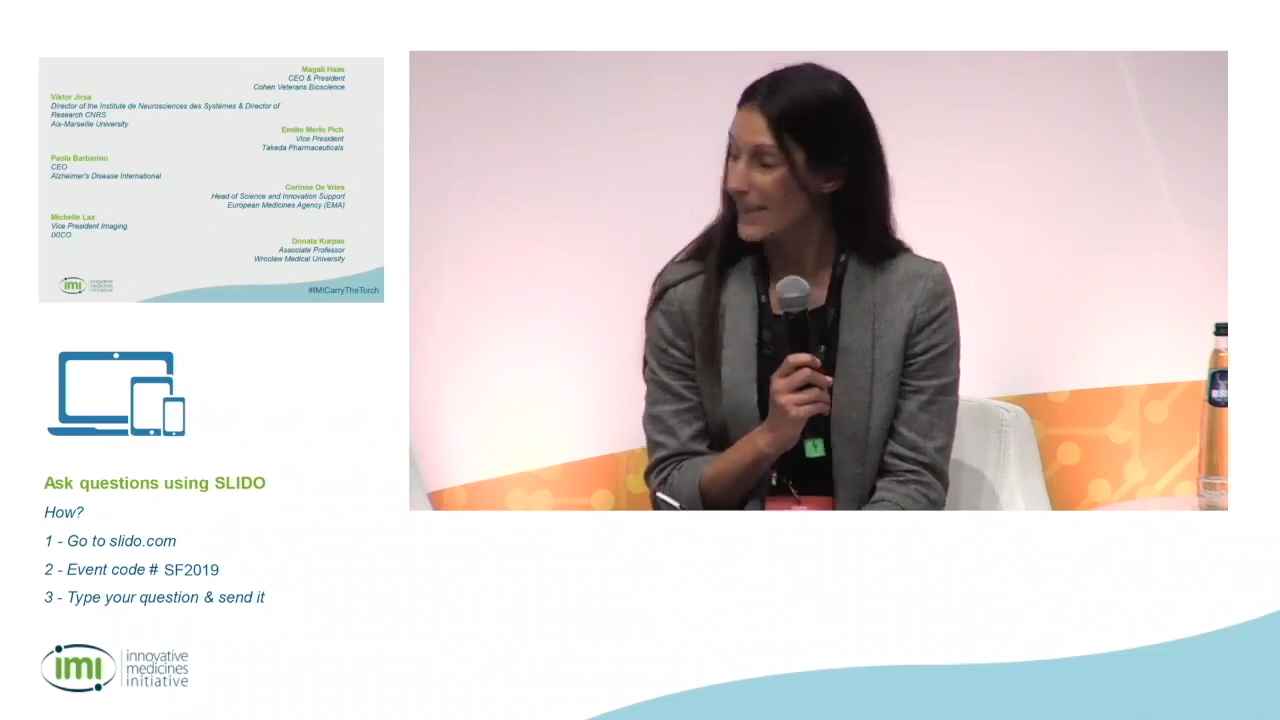 Magali Haas
CEO & President
Cohen Veterans Bioscience
Viktor Jirsa
Director of the Institute de Neurosciences des Systèmes & Director of
Research CNRS
Aix-Marseille University
Emilio Merlo Pich
Vice President
Takeda Pharmaceuticals
Paola Barbarino
CEO
Alzheimer's Disease International
Corinne De Vries
Head of Science and Innovation Support
European Medicines Agency (EMA)
Michelle Lax
Vice President Imaging
IXICO
Donata Kurpas
Associate Professor
Wroclaw Medical University
imi innovative
medicines
initiative
#IMICarryTheTorch
Ask questions using SLIDO
How?
1 - Go to slido.com
2 - Event code # SF2019
3 - Type your question & send it
imi innovative
medicines
initiative